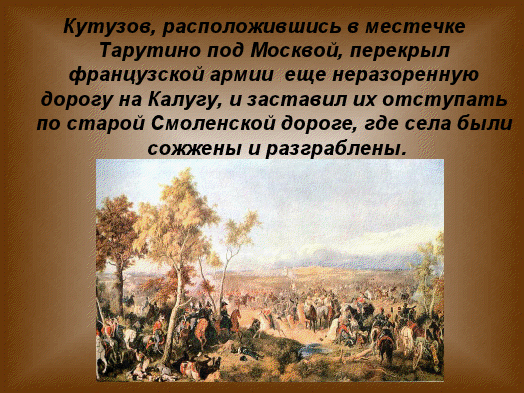 Кутузов, расположившись в местечке
Тарутино под Москвой, перекрыл
французской армии еще неразоренную
дорогу на Калугу, и заставил их отступать
по старой Смоленской дороге, где села были
сожжены и разграблены.